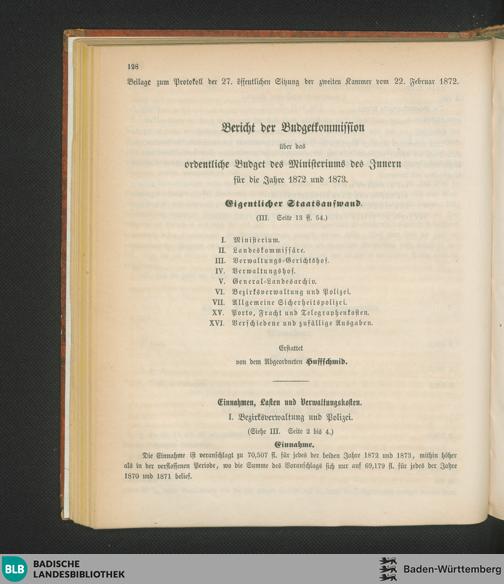 128
Beilage zum Protokoll der 27. öffentlichen Sitzung der zweiten Kammer vom 22. Februar 1872.
Bericht der Budgetkommission
über das
ordentliche Budget des Ministeriums des Innern
für die Jahre 1872 und 1873.
Eigentlicher Staatsaufwand.
(III. Seite 13 ff. 54.)
I. Ministerium.
II. Landeskommissäre.
III. Verwaltungs-Gerichtshof.
IV. Verwaltungshof.
V. General-Landesarchiv.
VI. Bezirksverwaltung und Polizei.
VII. Allgemeine Sicherheitspolizei.
XV. Porto, Fracht und Telegraphenkosten.
XVI. Verschiedene und zufällige Ausgaben.
Erstattet
von dem Abgeordneten Huffschmid.
Einnahmen, Lasten und Verwaltungskosten.
I. Bezirksverwaltung und Polizei.
(Siehe III. Seite 2 bis 4.)
Einnahme.
Die Einnahme ist veranschlagt zu 70,507 fl. für jedes der beiden Jahre 1872 und 1873, mithin höher
als in der verflossenen Periode, wo die Summe des Voranschlags sich nur auf 69,179 fl. für jedes der Jahre
1870 und 1871 belief.
BLB BADISCHE
LANDESBIBLIOTHEK
Baden-Württemberg